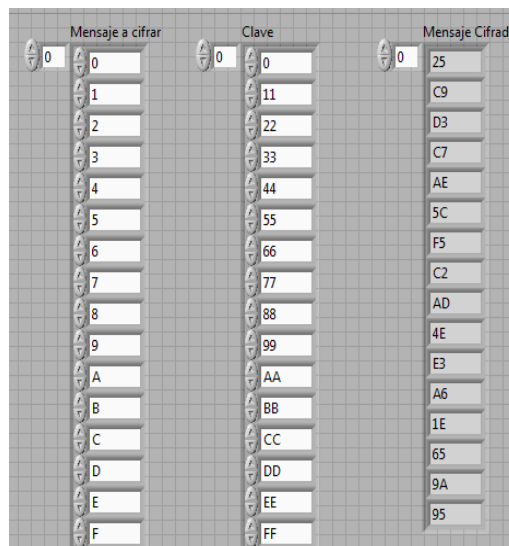 Mensaje a cifrar Clave Mensaje Cifrad
0 0 0 0 0 25
1 11 C9
2 22 D3
3 33 C7
4 44 AE
5 55 5C
6 66 F5
7 77 C2
8 88 AD
9 99 4E
A AA E3
B BB A6
C CC 1E
D DD 65
E EE 9A
F FF 95